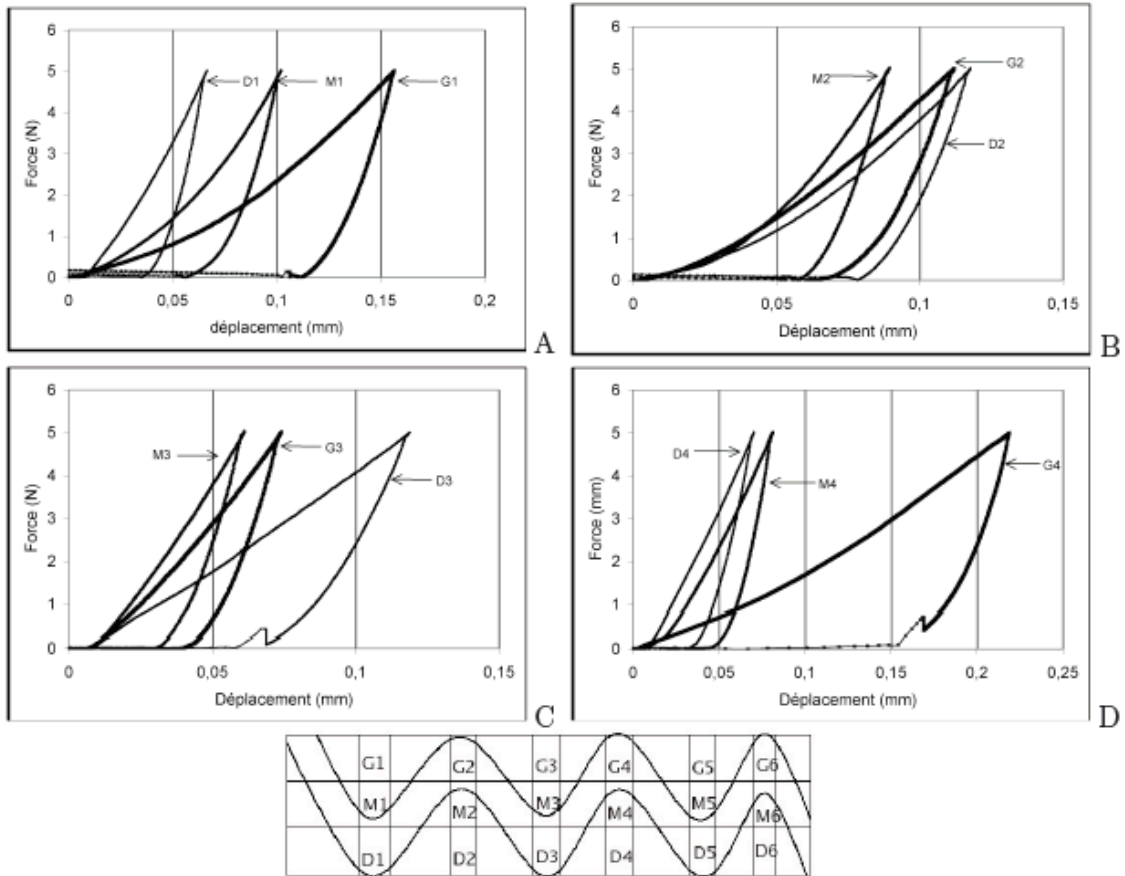 6
5
4
3
2
1
0
Force (N)
D1
M1
G1
0
0,05
0,1
0,15
0,2
déplacement (mm)
A
6
5
4
3
2
1
0
Force (N)
M2
G2
D2
0
0,05
0,1
0,15
Déplacement (mm)
B
6
5
4
3
2
1
0
Force (N)
M3
G3
D3
0
0,05
0,1
0,15
Déplacement (mm)
C
6
5
4
3
2
1
0
Force (mm)
D4
M4
G4
0
0,05
0,1
0,15
0,2
0,25
Déplacement (mm)
D
G1 G2 G3 G4 G5 G6
M1 M2 M3 M4 M5 M6
D1 D2 D3 D4 D5 D6